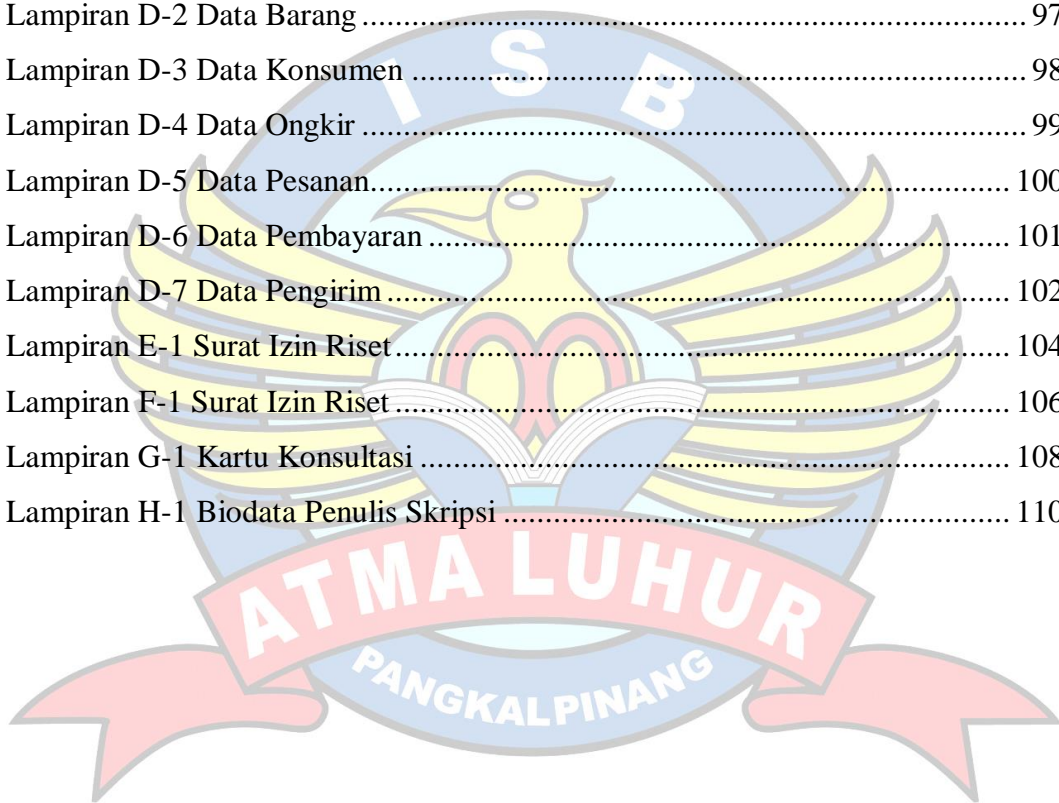 Lampiran D-2 Data Barang ........................................................................................ 97
Lampiran D-3 Data Konsumen ................................................................................. 98
Lampiran D-4 Data Ongkir ........................................................................................ 99
Lampiran D-5 Data Pesanan..................................................................................... 100
Lampiran D-6 Data Pembayaran ............................................................................. 101
Lampiran D-7 Data Pengirim ................................................................................... 102
Lampiran E-1 Surat Izin Riset .................................................................................. 104
Lampiran F-1 Surat Izin Riset .................................................................................. 106
Lampiran G-1 Kartu Konsultasi .............................................................................. 108
Lampiran H-1 Biodata Penulis Skripsi .................................................................... 110
I S B
ATMA LUHUR
PANGKALPINANG